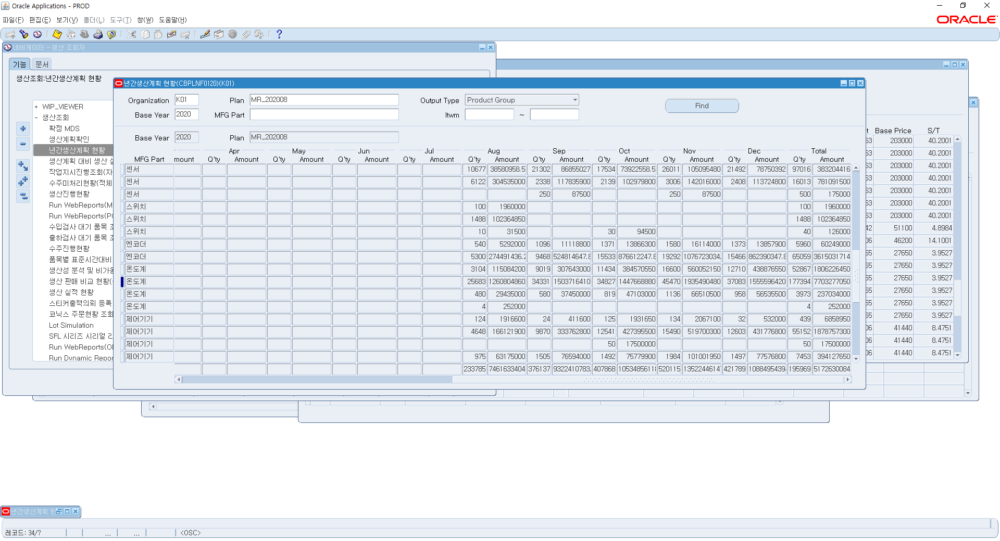 Oracle Applications - PROD
파일(F) 편집(E) 보기(V) 폴더(L) 도구(T) 창(W) 도움말(H)
ORACLE
네비게이터 - 생산 조회자
기능 문서
생산조회:년간생산계획 현황
+ WIP_VIEWER
- 생산조회
확정 MDS
생산계획확인
년간생산계획 현황
생산계획 대비 생산
작업지시진행조회(자
수주미처리현황(적체
생산진행현황
Run WebReports(M
Run WebReports(PC
수입검사 대기 품목
출하검사 대기 품목
수주진행현황
품목별 표준시간대비
생산성 분석 및 비가동
생산 판매 비교 현황(
생산 실적 현황
스티커출력의뢰 등록
코닉스 주문현황 조회
Lot Simulation
SFL 시리즈 시리얼 리
Run WebReports(O
Run Dynamic Repor
년간생산계획 현황(CBPLNF0120)(K01)
Organization K01 Plan MR_202008 Output Type Product Group Find
Base Year 2020 MFG Part Itwm ~
Base Year 2020 Plan MR_202008
Apr May Jun Jul Aug Sep Oct Nov Dec Total
MFG Part mount Q'ty Amount Q'ty Amount Q'ty Amount Q'ty Amount Q'ty Amount Q'ty Amount Q'ty Amount Q'ty Amount Q'ty Amount Q'ty Amount
센서 10677 38580958.5 21302 86855027 17534 73922558.5 26011 105095480 21492 78750392 97016 383204416
센서 6122 304535000 2338 117835900 2139 102979800 3006 142016000 2408 113724800 16013 781091500
센서 250 87500 250 87500 500 175000
스위치 100 1960000 100 1960000
스위치 1488 102364850 1488 102364850
스위치 10 31500 30 94500 40 126000
엔코더 540 5292000 1096 11118800 1371 13866300 1580 16114000 1373 13857900 5960 60249000
엔코더 5300 274491436.2 9468 524814647.8 15533 876612247.8 19292 1076723034. 15466 862390347.8 65059 3615031714
온도계 3104 115084200 9019 307643000 11434 384570550 16600 560052150 12710 438876550 52867 1806226450
온도계 25683 1260804860 34331 1503716410 34827 1447668880 45470 1935490480 37083 1555596420 177394 7703277050
온도계 480 29435000 580 37450000 819 47103000 1136 66510500 958 56535500 3973 237034000
온도계 4 252000 4 252000
제어기기 124 1916600 24 411600 125 1931650 134 2067100 32 532000 439 6858950
제어기기 4648 166121900 9870 333762800 12541 427395500 15490 519700300 12603 431776800 55152 1878757300
제어기기 50 17500000 50 17500000
제어기기 975 63175000 1505 76594000 1492 75779900 1984 101001950 1497 77576800 7453 394127650
233785 7461633404 376137 9322410783. 407868 1053485611 520115 1352244614 421789 1088495439 195969 5172630084
t Base Price S/T
63 203000 40.2001
63 203000 40.2001
63 203000 40.2001
63 203000 40.2001
63 203000 40.2001
63 203000 40.2001
63 203000 40.2001
42 51100 4.8984
06 46200 14.1001
55 27650 3.9527
55 27650 3.9527
55 27650 3.9527
55 27650 3.9527
55 27650 3.9527
55 27650 3.9527
06 41440 8.4751
06 41440 8.4751
06 41440 8.4751
년간생산계획 현
레코드: 34/? ... ... <OSC>